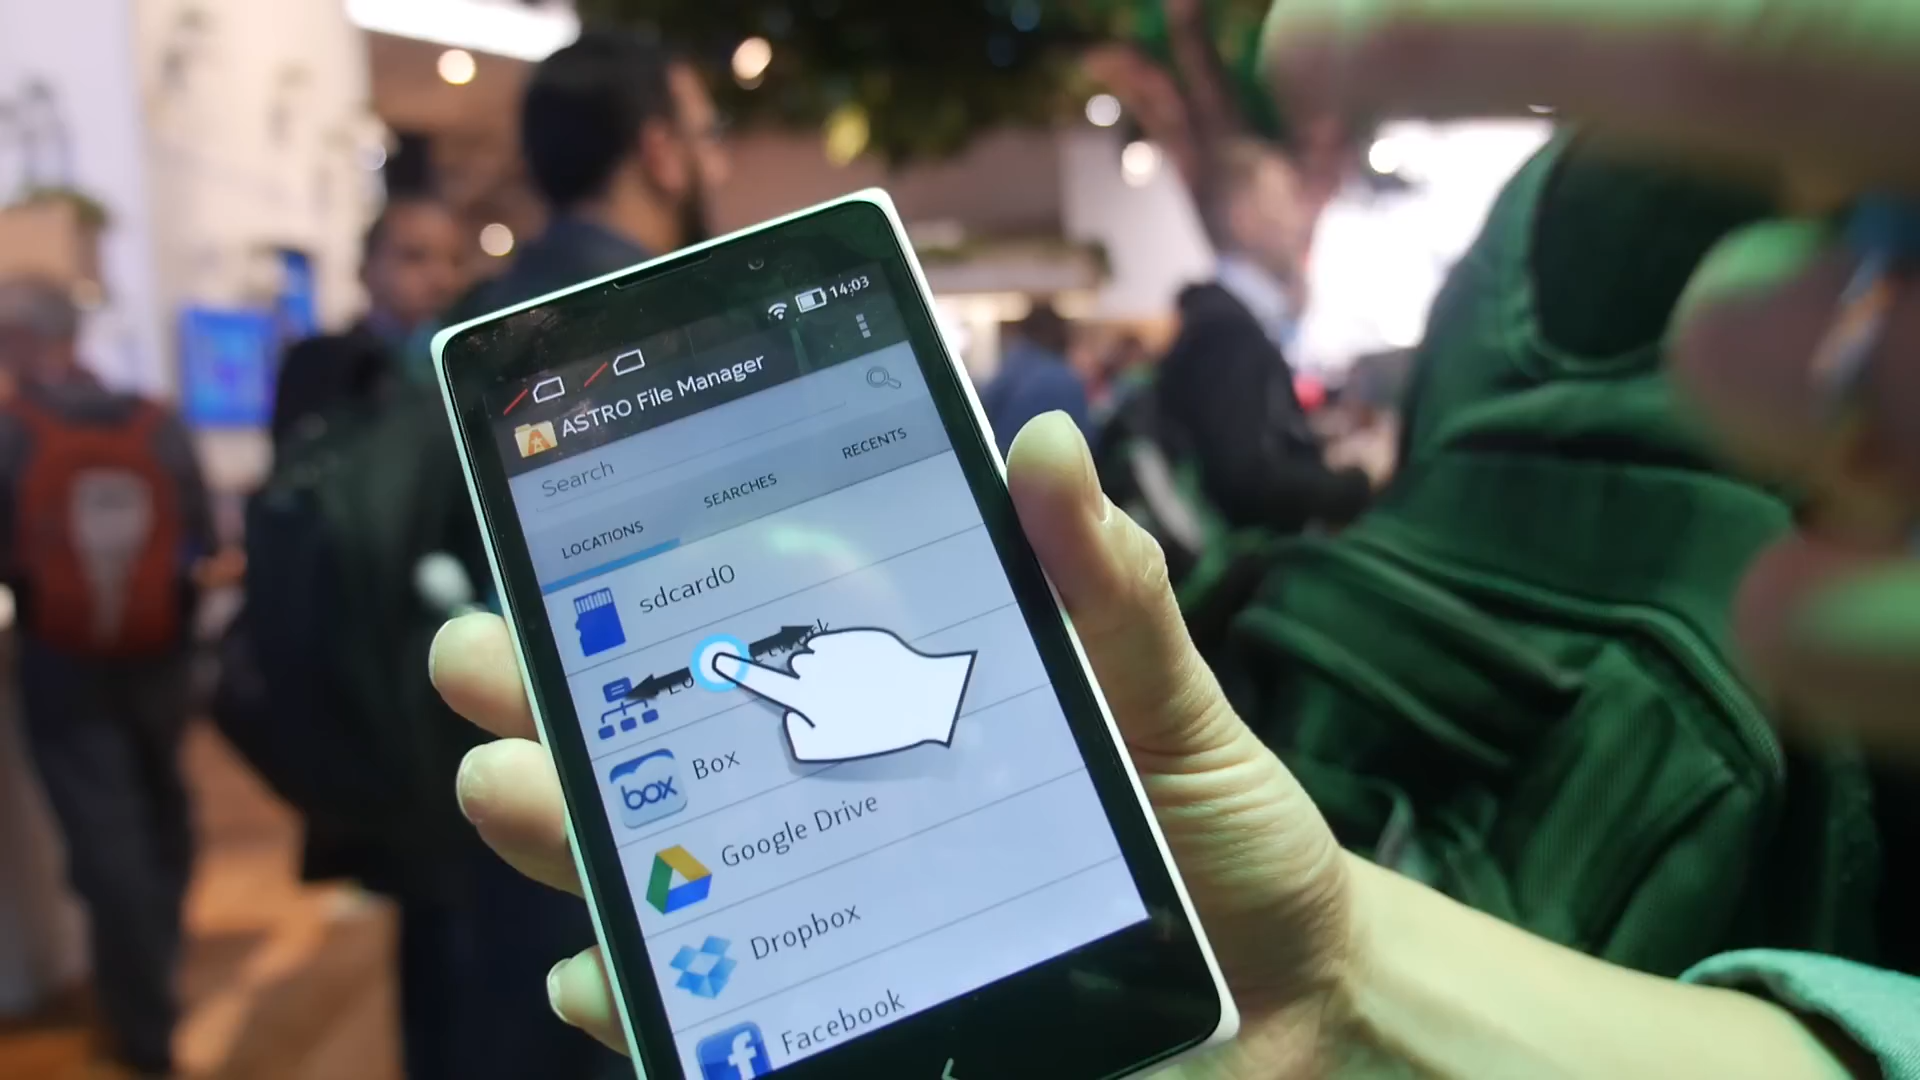 14:03
ASTRO File Manager
Search
LOCATIONS SEARCHES RECENTS
sdcard0
box
Box
Google Drive
Dropbox
f
Facebook